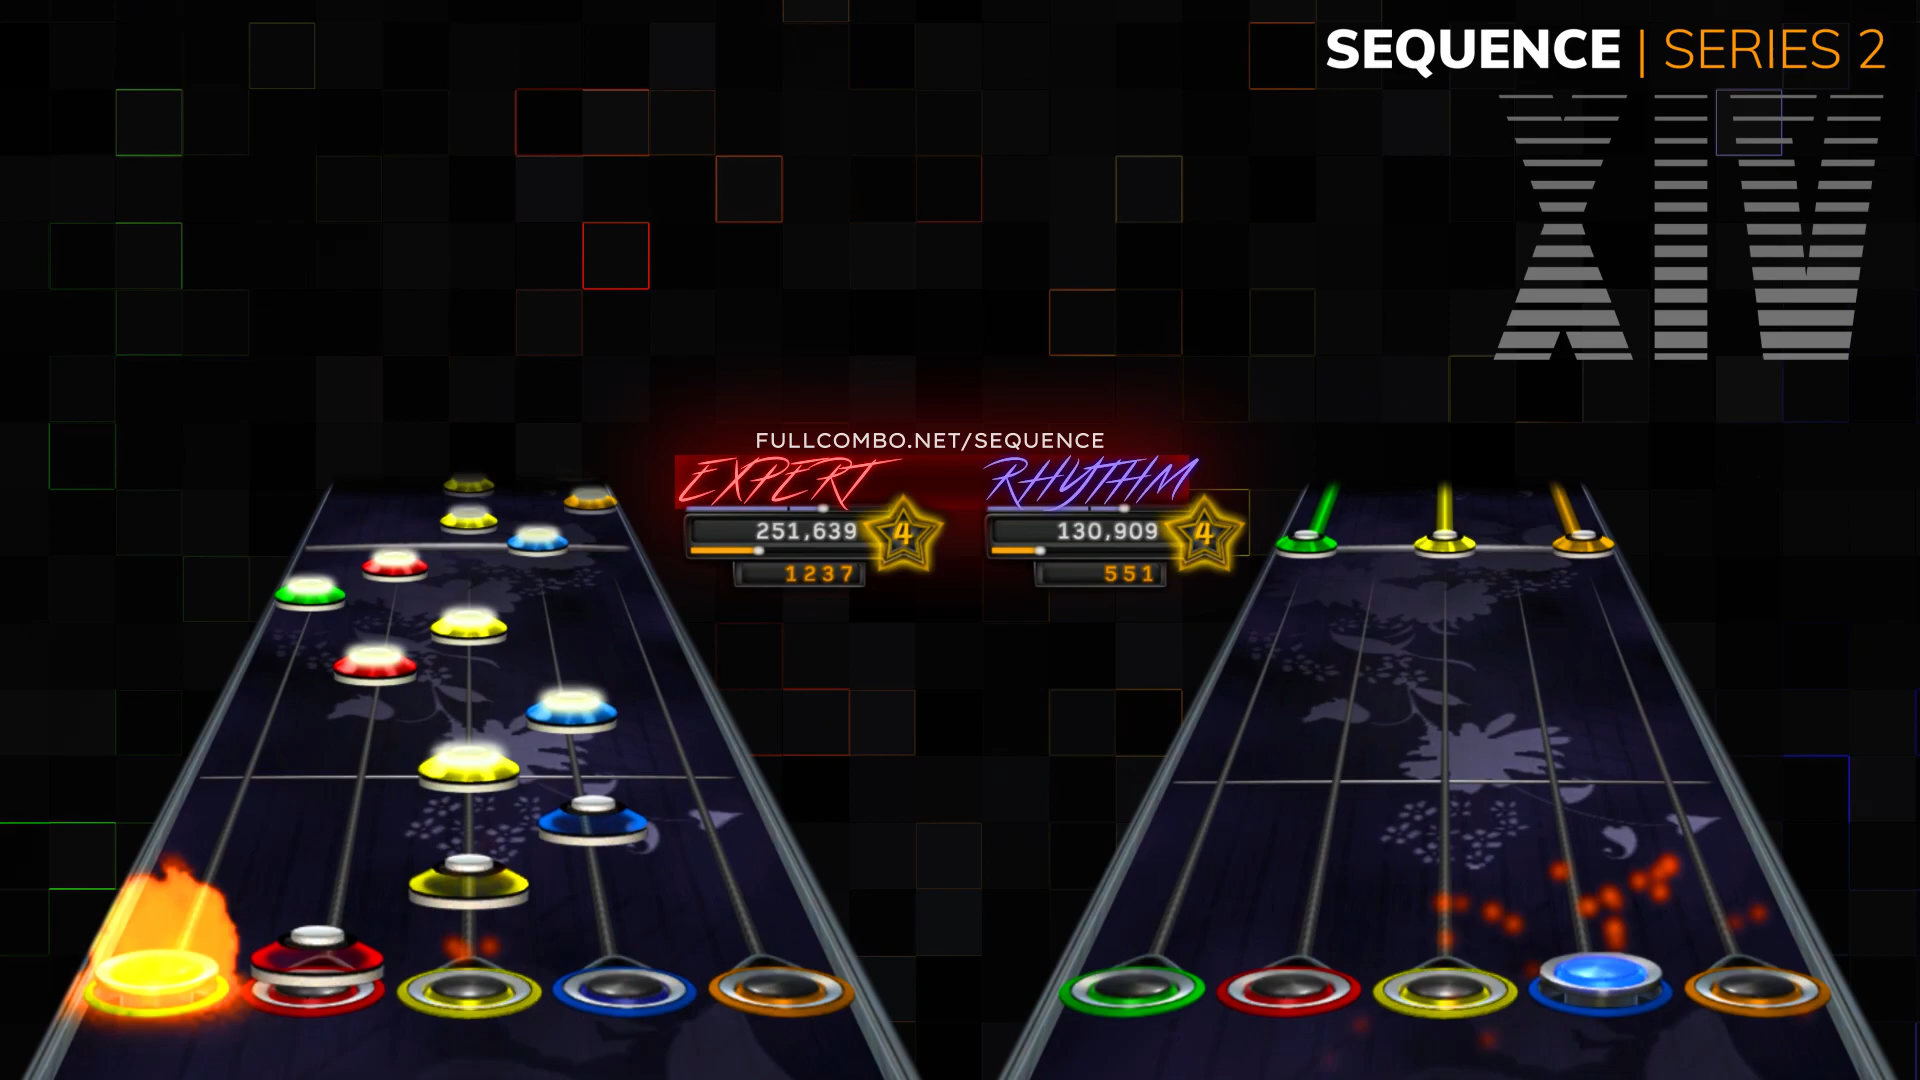 SEQUENCE | SERIES 2
XIV
FULLCOMBO.NET/SEQUENCE
EXPERT RHYTHM
251,639 4 130,909 4
1237 551